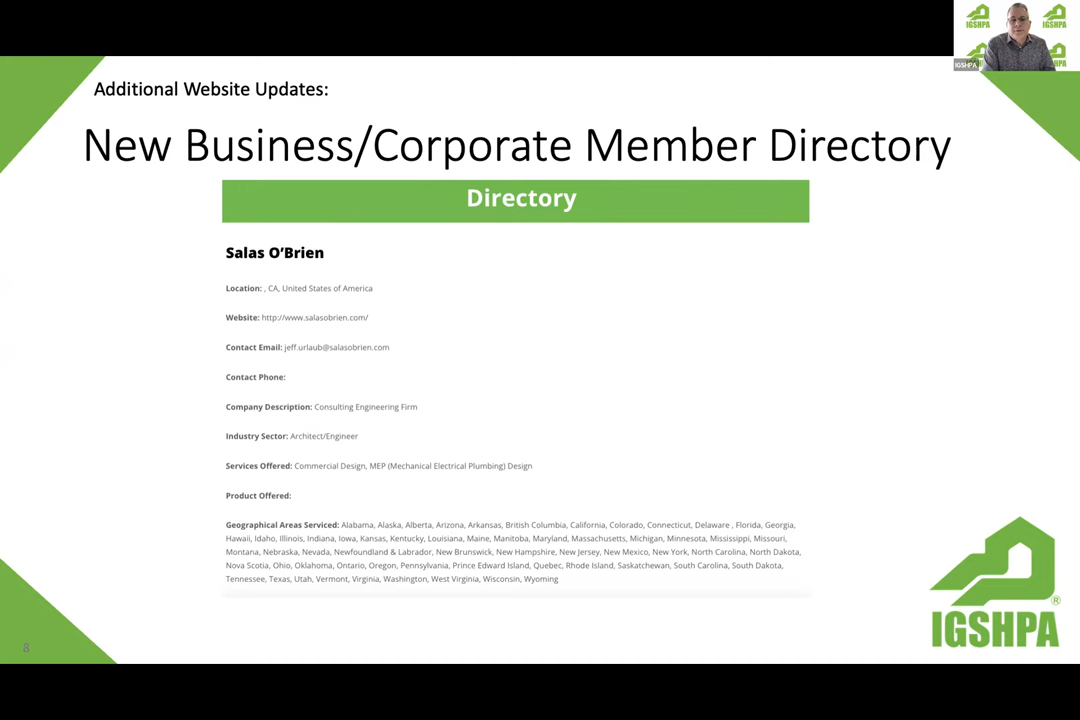 IGSHPA
IGSHPA
IGSHPA
Additional Website Updates:
New Business/Corporate Member Directory
Directory
Salas O’Brien
Location: , CA, United States of America
Website: http://www.salasobrien.com/
Contact Email: jeff.urlaub@salasobrien.com
Contact Phone:
Company Description: Consulting Engineering Firm
Industry Sector: Architect/Engineer
Services Offered: Commercial Design, MEP (Mechanical Electrical Plumbing) Design
Product Offered:
Geographical Areas Serviced: Alabama, Alaska, Alberta, Arizona, Arkansas, British Columbia, California, Colorado, Connecticut, Delaware , Florida, Georgia,
Hawaii, Idaho, Illinois, Indiana, Iowa, Kansas, Kentucky, Louisiana, Maine, Manitoba, Maryland, Massachusetts, Michigan, Minnesota, Mississippi, Missouri,
Montana, Nebraska, Nevada, Newfoundland & Labrador, New Brunswick, New Hampshire, New Jersey, New Mexico, New York, North Carolina, North Dakota,
Nova Scotia, Ohio, Oklahoma, Ontario, Oregon, Pennsylvania, Prince Edward Island, Quebec, Rhode Island, Saskatchewan, South Carolina, South Dakota,
Tennessee, Texas, Utah, Vermont, Virginia, Washington, West Virginia, Wisconsin, Wyoming
®
IGSHPA
8